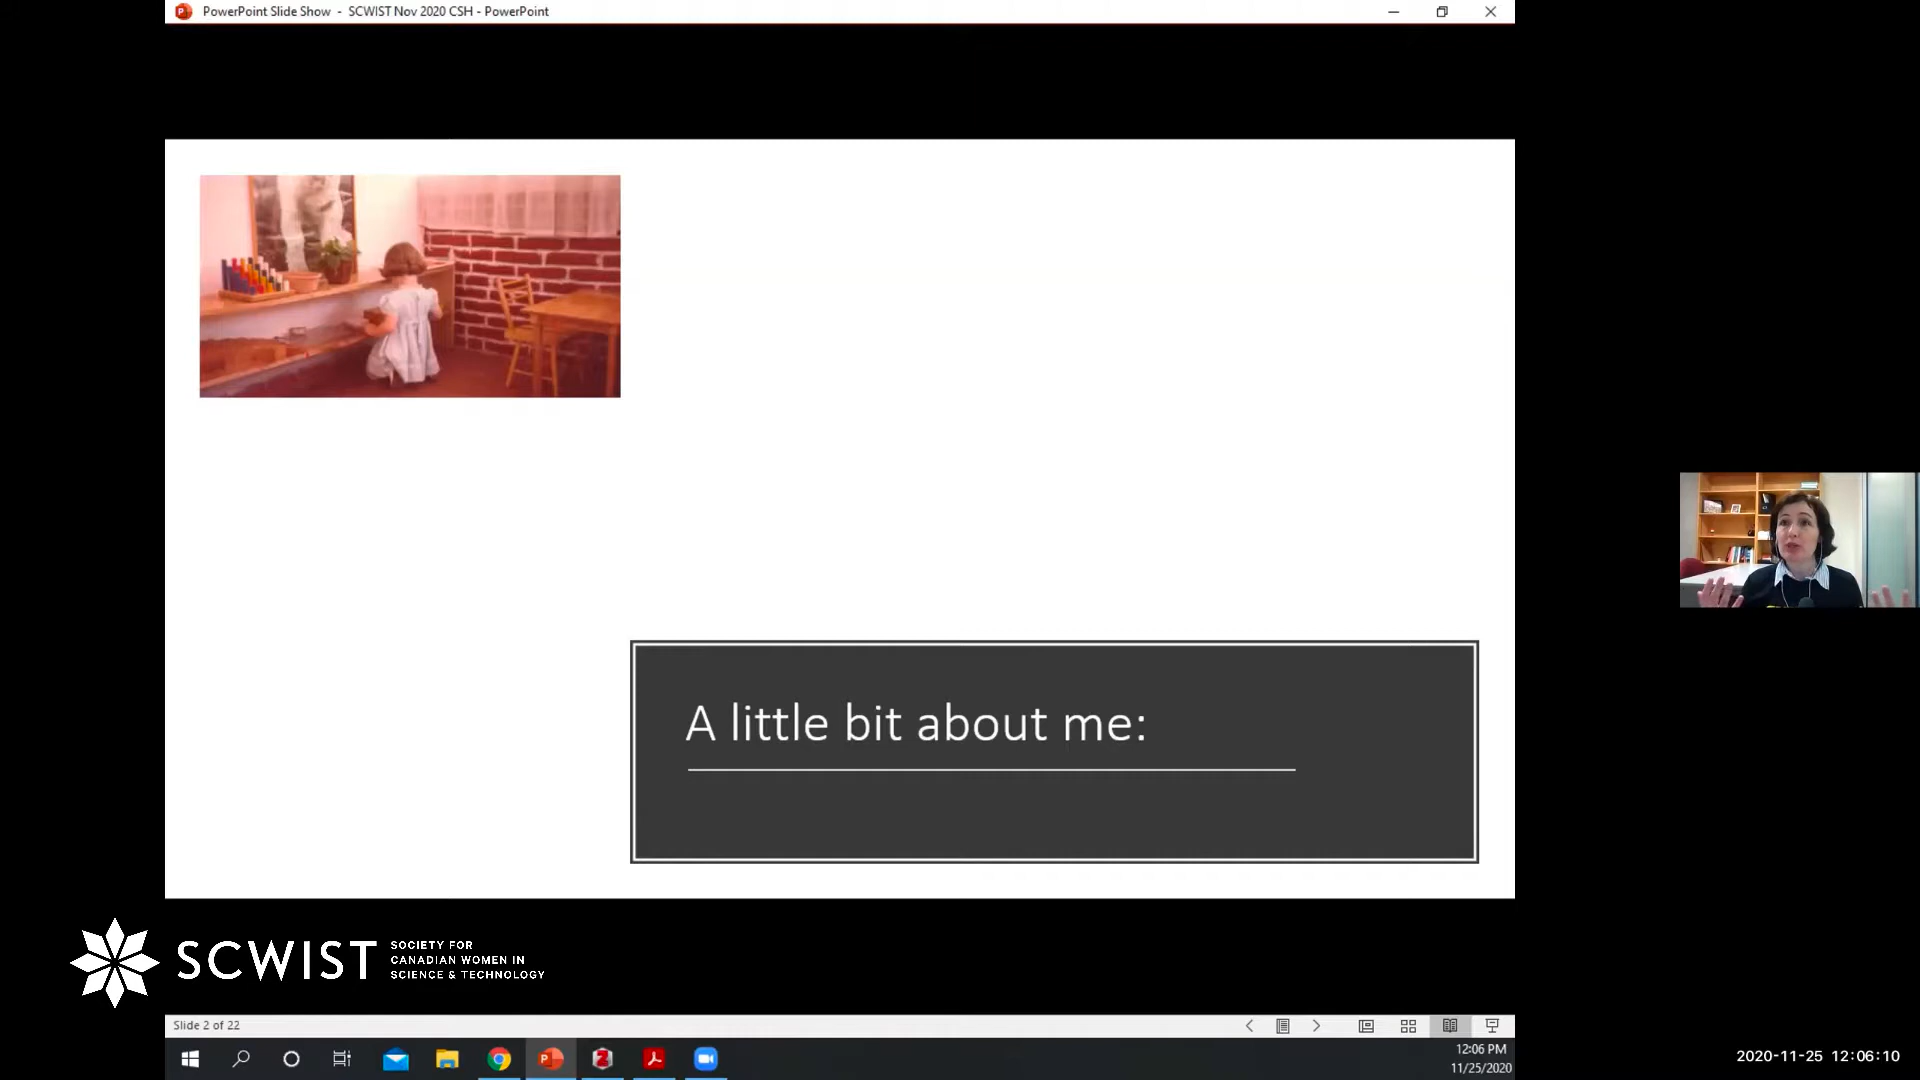 PowerPoint Slide Show - SCWIST Nov 2020 CSH - PowerPoint
A little bit about me:
SCWIST
SOCIETY FOR
CANADIAN WOMEN IN
SCIENCE & TECHNOLOGY
Slide 2 of 22
12:06 PM
11/25/2020
2020-11-25 12:06:10